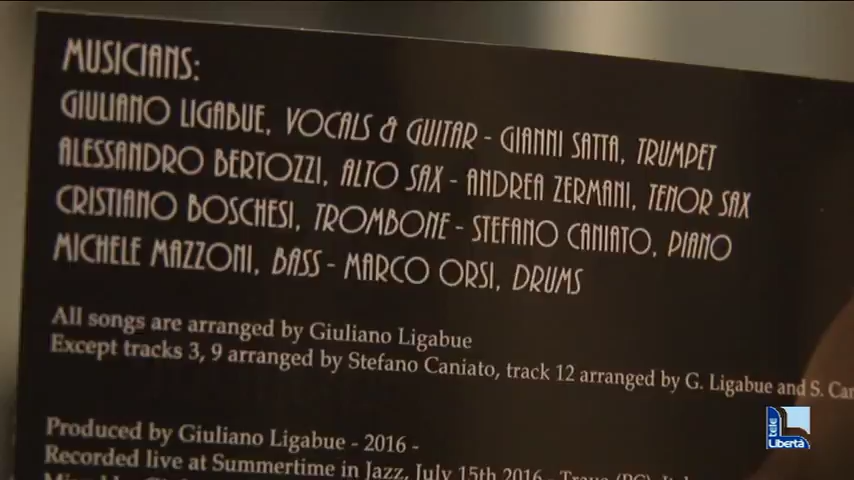 MUSICIANS:
GIULIANO LIGABUE, VOCALS & GUITAR - GIANNI SATTA, TRUMPET
ALESSANDRO BERTOZZI, ALTO SAX - ANDREA ZERMANI, TENOR SAX
CRISTIANO BOSCHESI, TROMBONE - STEFANO CANIATO, PIANO
MICHELE MAZZONI, BASS - MARCO ORSI, DRUMS
All songs are arranged by Giuliano Ligabue
Except tracks 3, 9 arranged by Stefano Caniato, track 12 arranged by G. Ligabue and S. Can
Produced by Giuliano Ligabue - 2016 -
Recorded live at Summertime in Jazz, July 15th 2016 -
tele
Libertà